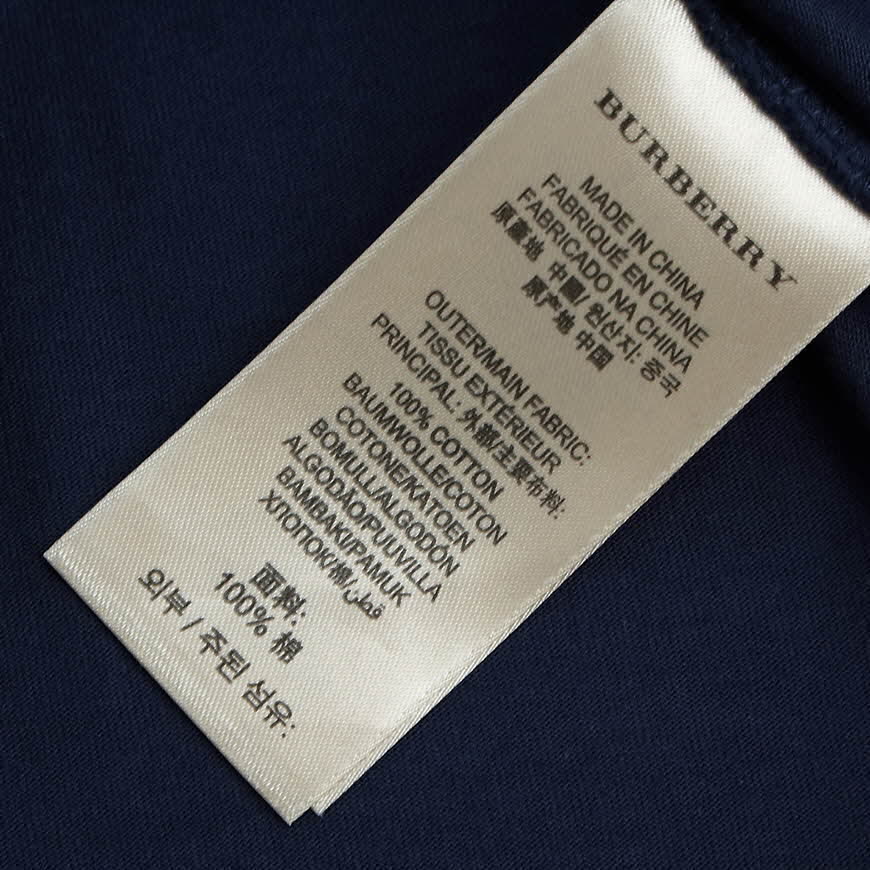 BURBERRY
MADE IN CHINA
FABRIQUÉ EN CHINE
FABRICADO NA CHINA
原產地 中國/ 원산지: 중국
原产地 中国
OUTER/MAIN FABRIC:
TISSU EXTÉRIEUR
PRINCIPAL: 外部/主要布料:
100% COTTON
BAUMWOLLE/COTON
COTONE/KATOEN
BOMULL/ALGODÓN
ALGODÃO/PUUVILLA
BAMBAKI/PAMUK
ХЛОПОК/棉/قطن
面料:
100% 棉
외부 / 주된 섬유: